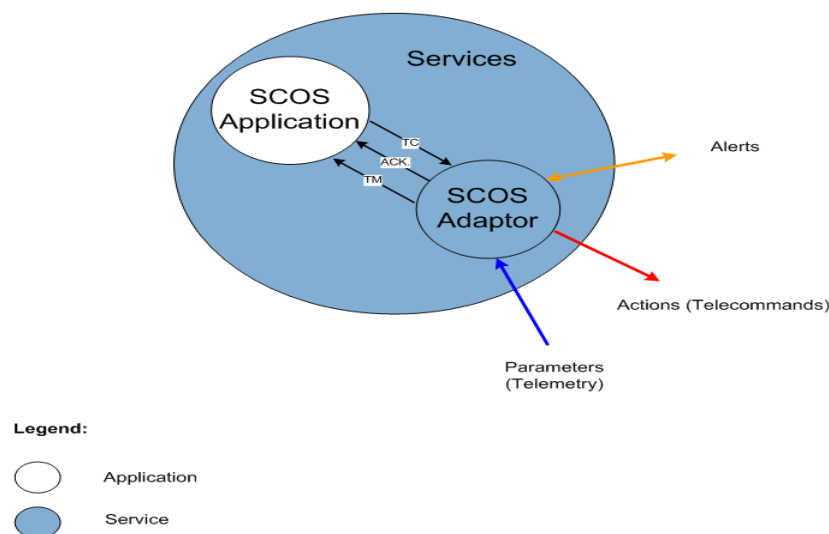 Services
SCOS
Application
TC
ACK.
TM
SCOS
Adaptor
Alerts
Actions (Telecommands)
Parameters
(Telemetry)
Legend:
Application
Service